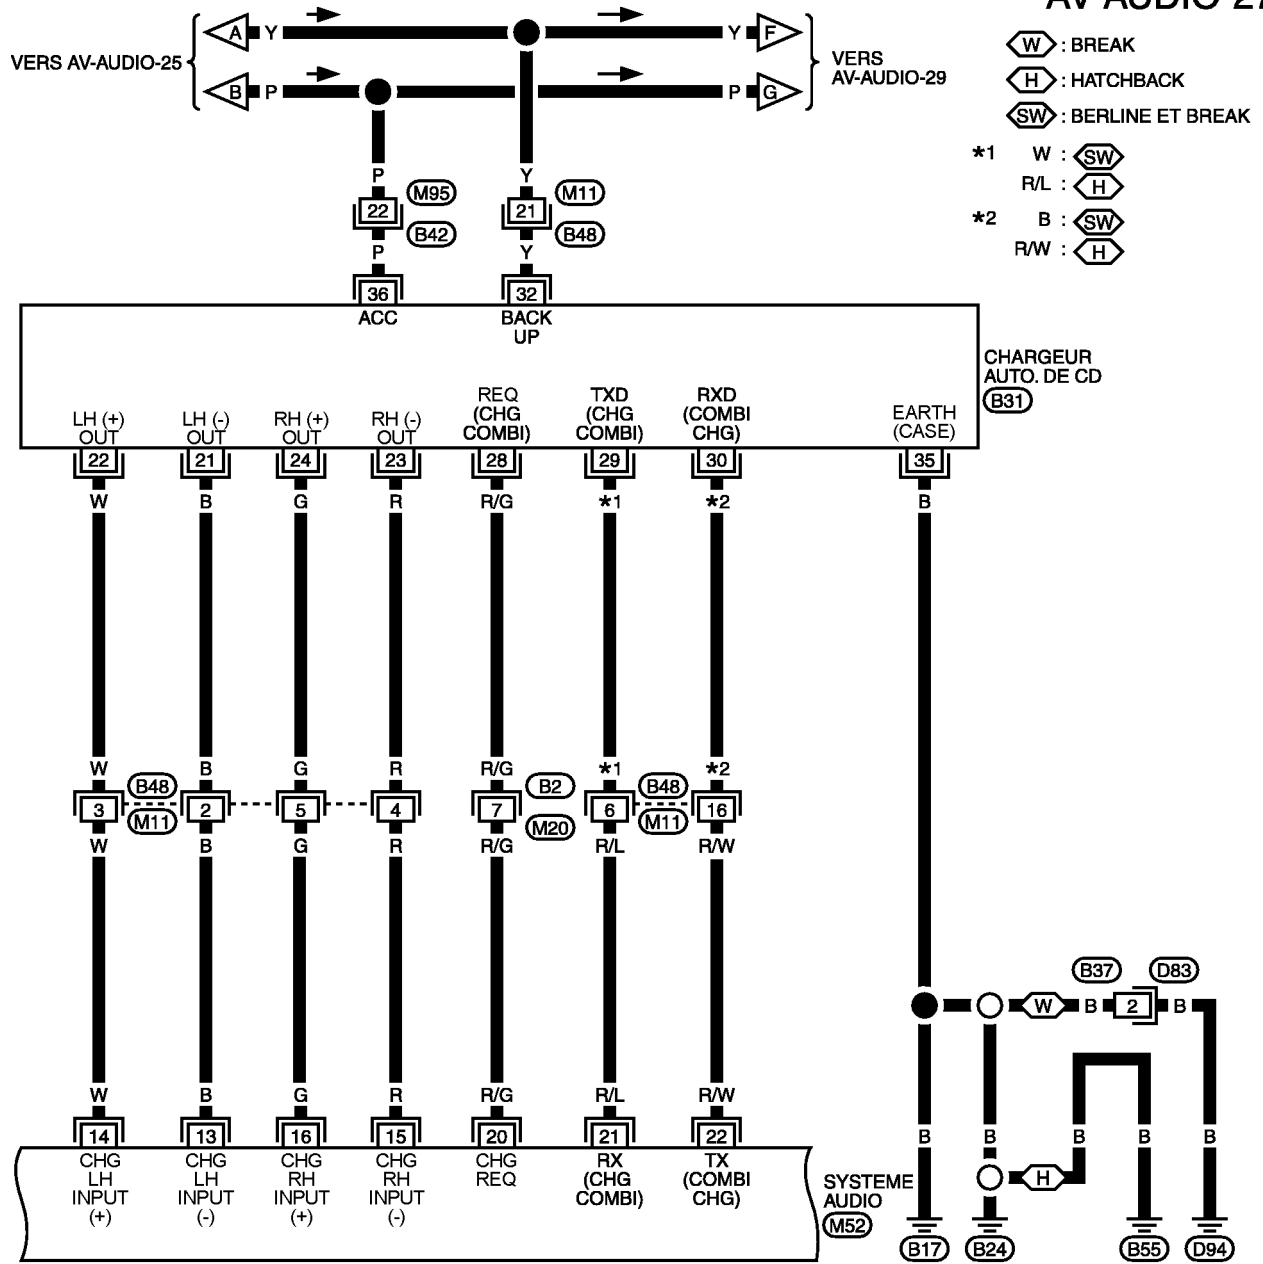 AV-AUDIO-27
A Y Y F
VERS AV-AUDIO-25
VERS
AV-AUDIO-29
B P P G
W : BREAK
H : HATCHBACK
SW : BERLINE ET BREAK
*1 W : SW
R/L : H
*2 B : SW
R/W : H
P Y
22 M95 21 M11
B42 B48
P Y
36 32
ACC BACK
UP
CHARGEUR
AUTO. DE CD
B31
LH (+)
OUT
LH (-)
OUT
RH (+)
OUT
RH (-)
OUT
REQ
(CHG
COMBI)
TXD
(CHG
COMBI)
RXD
(COMBI
CHG)
EARTH
(CASE)
22 21 24 23 28 29 30 35
W B G R R/G *1 *2 B
W B G R R/G *1 *2
B48 B2 B48
3 2 5 4 7 6 16
M11 M20 M11
W B G R R/G R/L R/W
B37 D83
W B 2 B
W B G R R/G R/L R/W
14 13 16 15 20 21 22
B B B B B
CHG
LH
INPUT
(+)
CHG
LH
INPUT
(-)
CHG
RH
INPUT
(+)
CHG
RH
INPUT
(-)
CHG
REQ
RX
(CHG
COMBI)
TX
(COMBI
CHG)
SYSTEME
AUDIO
M52
H
B17 B24 B55 D94